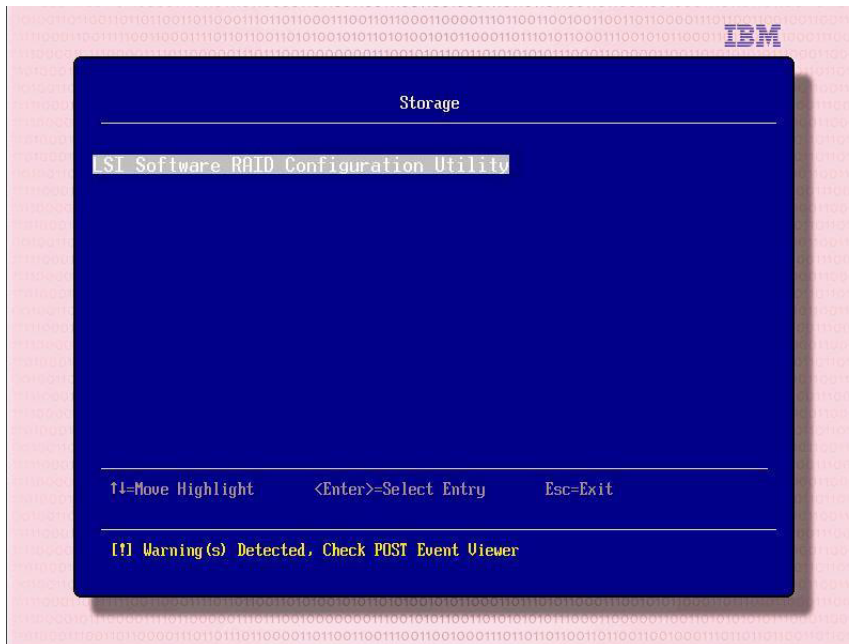 IBM
Storage
LSI Software RAID Configuration Utility
↑↓=Move Highlight <Enter>=Select Entry Esc=Exit
[!] Warning(s) Detected, Check POST Event Viewer